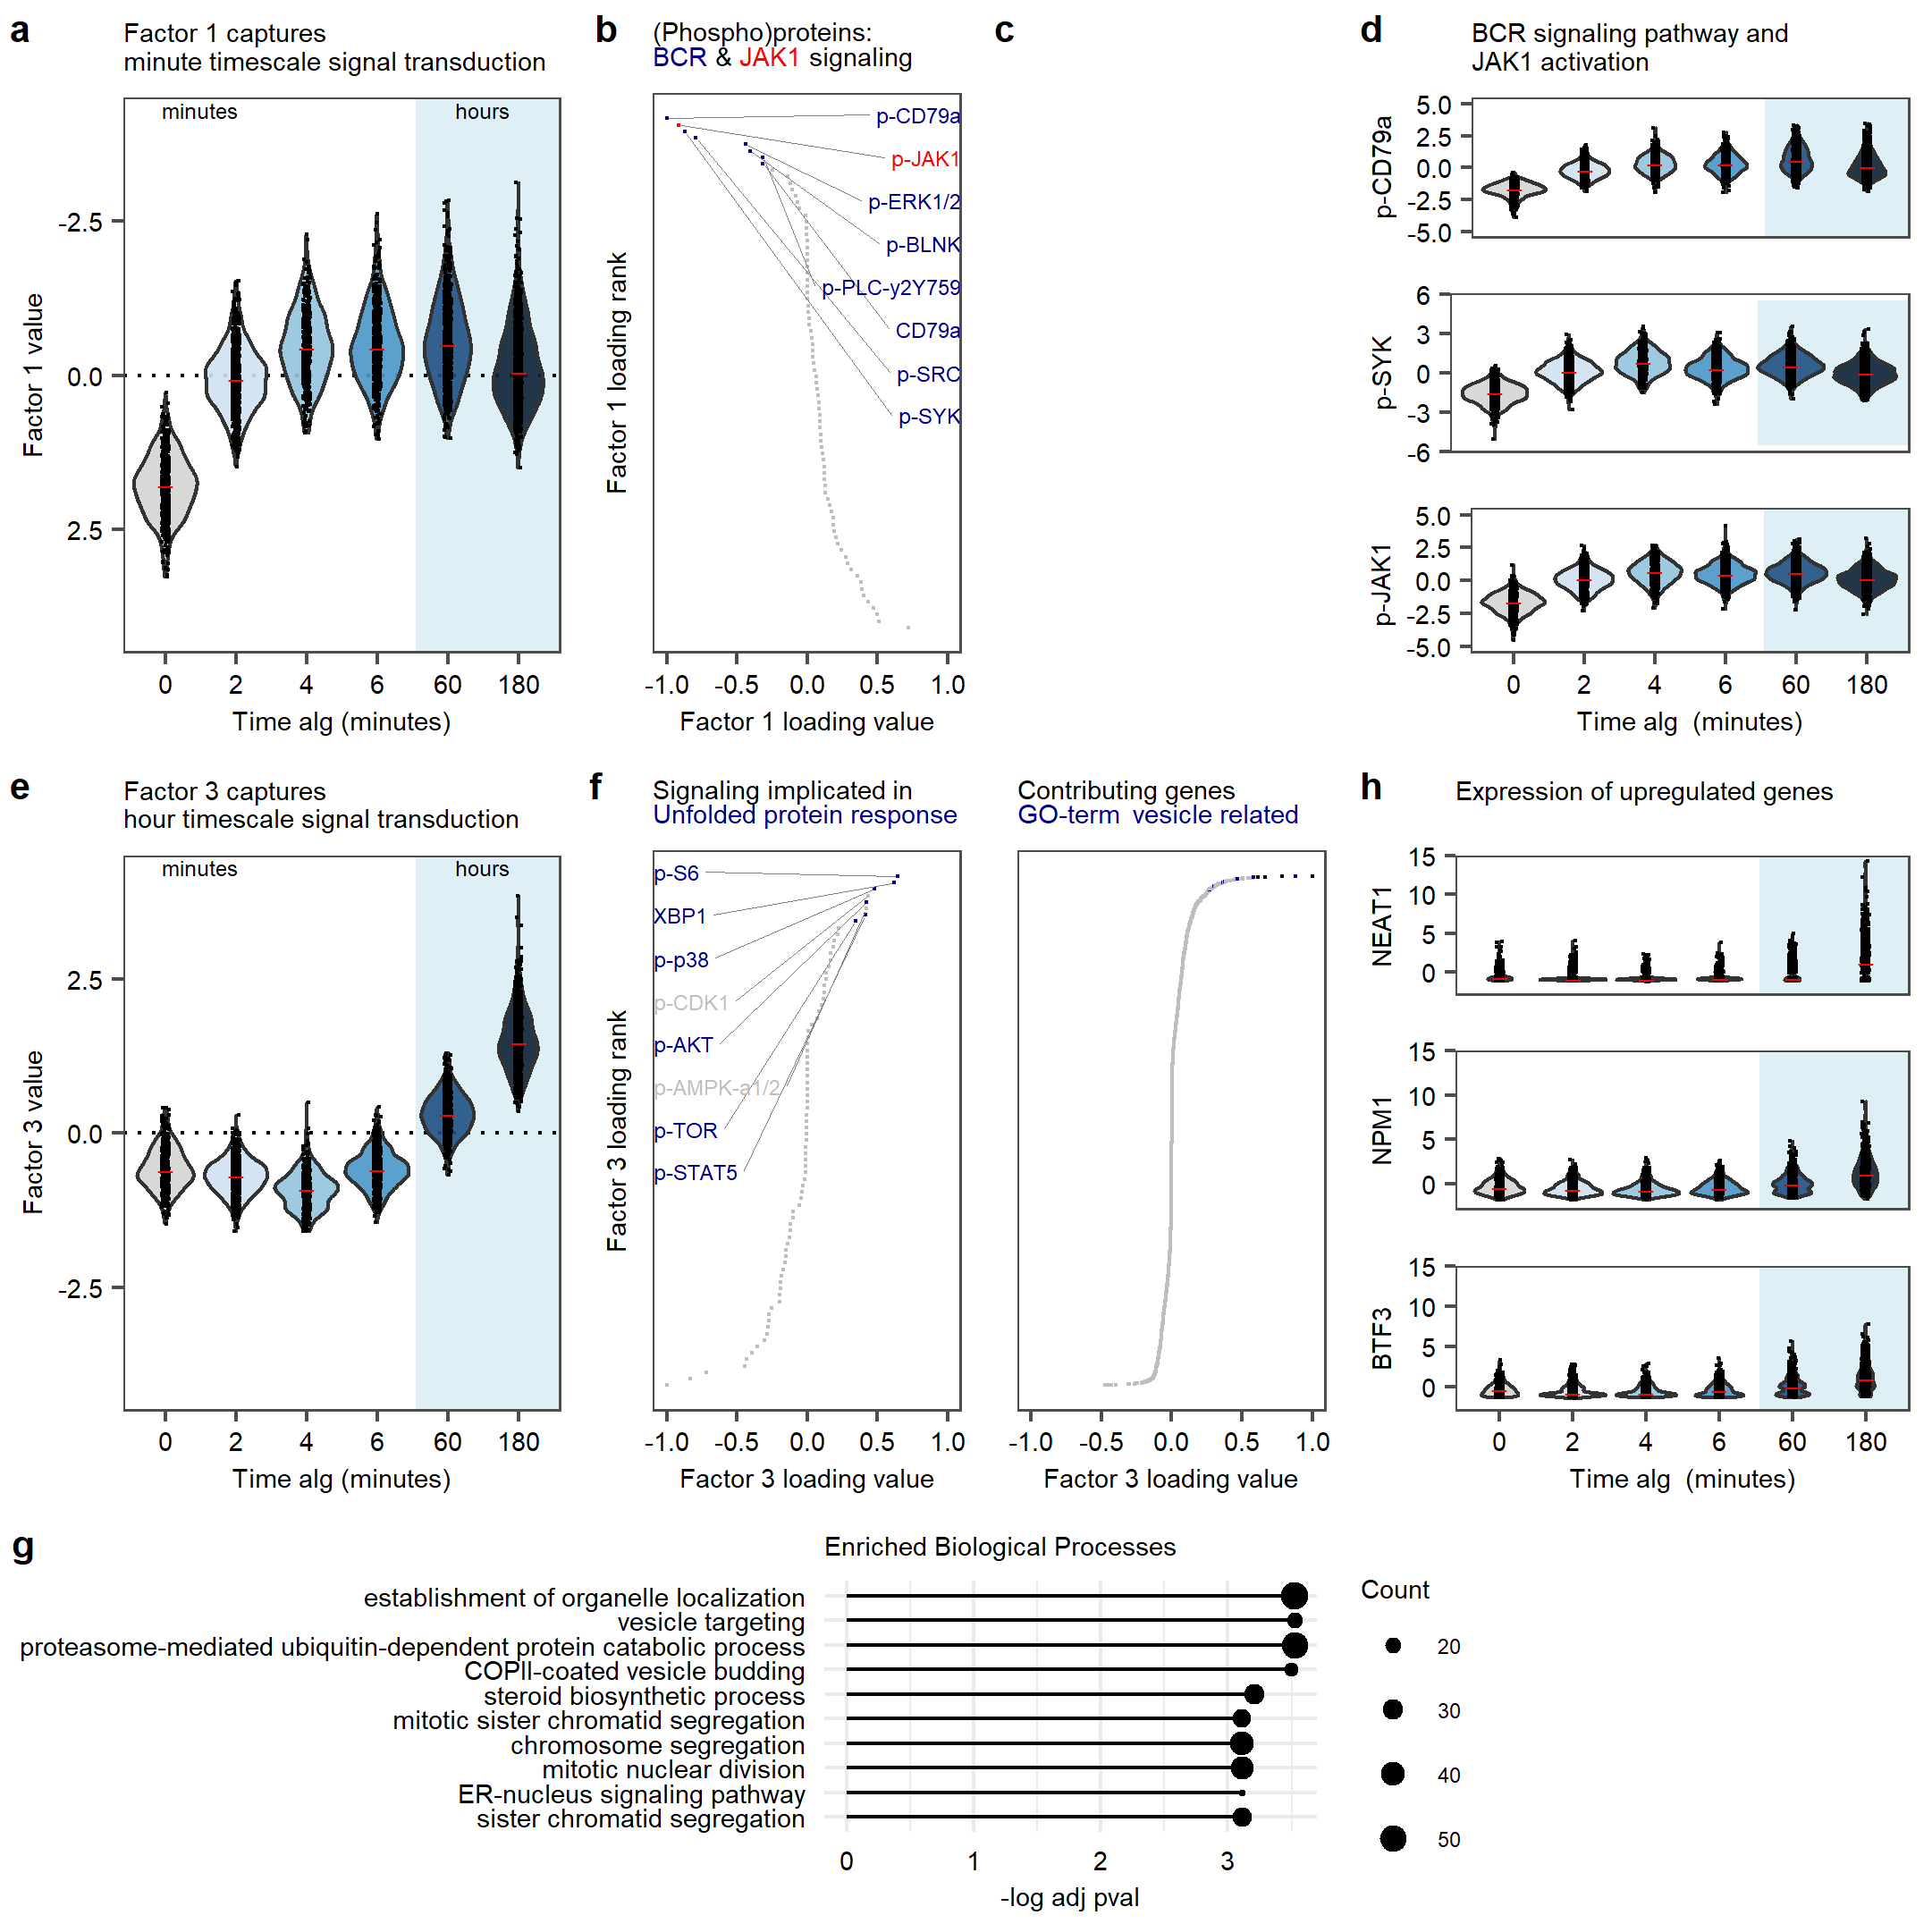 a
Factor 1 captures
minute timescale signal transduction
minutes
hours
Factor 1 value
-2.5
0.0
2.5
0 2 4 6 60 180
Time alg (minutes)
b
(Phospho)proteins:
BCR & JAK1 signaling
p-CD79a
p-JAK1
p-ERK1/2
p-BLNK
p-PLC-y2Y759
CD79a
p-SRC
p-SYK
Factor 1 loading rank
-1.0 -0.5 0.0 0.5 1.0
Factor 1 loading value
c
d
BCR signaling pathway and
JAK1 activation
p-CD79a
5.0
2.5
0.0
-2.5
-5.0
p-SYK
6
3
0
-3
-6
p-JAK1
5.0
2.5
0.0
-2.5
-5.0
0 2 4 6 60 180
Time alg (minutes)
e
Factor 3 captures
hour timescale signal transduction
minutes
hours
Factor 3 value
2.5
0.0
-2.5
0 2 4 6 60 180
Time alg (minutes)
f
Signaling implicated in
Unfolded protein response
p-S6
XBP1
p-p38
p-CDK1
p-AKT
p-AMPK-a1/2
p-TOR
p-STAT5
Factor 3 loading rank
-1.0 -0.5 0.0 0.5 1.0
Factor 3 loading value
Contributing genes
GO-term vesicle related
-1.0 -0.5 0.0 0.5 1.0
Factor 3 loading value
h
Expression of upregulated genes
NEAT1
15
10
5
0
NPM1
15
10
5
0
BTF3
15
10
5
0
0 2 4 6 60 180
Time alg (minutes)
g
Enriched Biological Processes
establishment of organelle localization
vesicle targeting
proteasome-mediated ubiquitin-dependent protein catabolic process
COPII-coated vesicle budding
steroid biosynthetic process
mitotic sister chromatid segregation
chromosome segregation
mitotic nuclear division
ER-nucleus signaling pathway
sister chromatid segregation
0 1 2 3
-log adj pval
Count
20
30
40
50